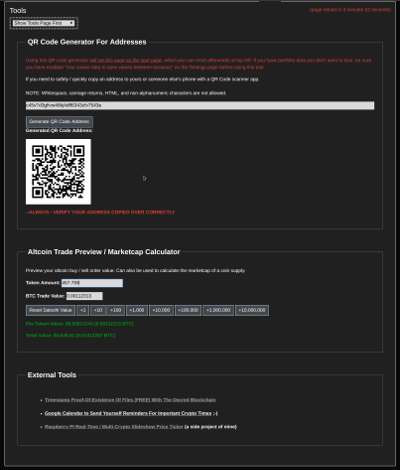 Tools
(page reload in 3 minutes 52 seconds)
Show Tools Page First
QR Code Generator For Addresses
Using this QR code generator will set this page as the start page, which you can reset afterwards at top left. If you have portfolio data you don't want to lose, be sure
you have enabled "Use cookie data to save values between sessions" on the Settings page before using this tool.
If you need to safely / quickly copy an address to yours or someone else's phone with a QR Code scanner app.
NOTE: Whitespace, carriage returns, HTML, and non-alphanumeric characters are not allowed.
Generate QR Code Address
Generated QR Code Address:
--ALWAYS-- VERIFY YOUR ADDRESS COPIED OVER CORRECTLY
Altcoin Trade Preview / Marketcap Calculator
Preview your altcoin buy / sell order value. Can also be used to calculate the marketcap of a coin supply.
Token Amount:
BTC Trade Value:
Reset Satoshi Value +1 +10 +100 +1,000 +10,000 +100,000 +1,000,000 +10,000,000
Per-Token Value:
Total Value:
External Tools
Timestamp Proof-Of-Existence Of Files (FREE) With The Decred Blockchain
Google Calendar to Send Yourself Reminders For Important Crypto Times ;-)
Raspberry Pi Real-Time / Multi-Crypto Slideshow Price Ticker (a side project of mine)